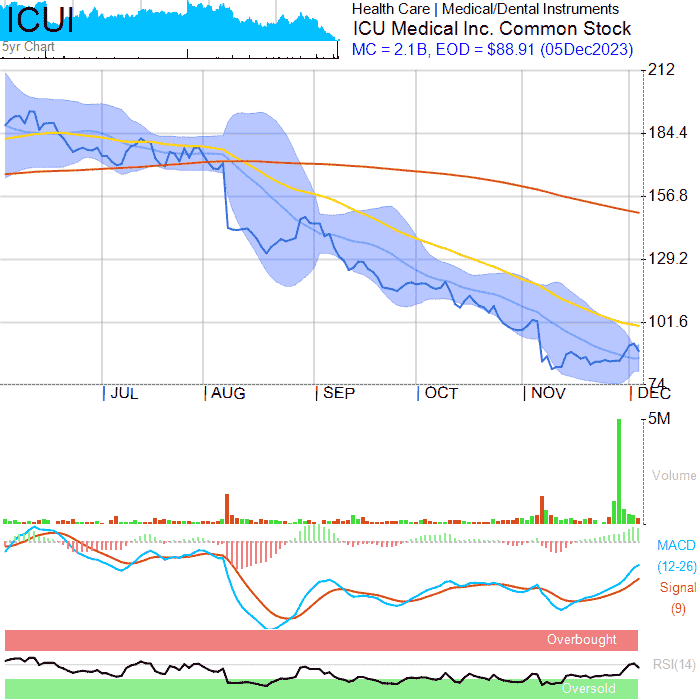 ICUI
5yr Chart
Health Care | Medical/Dental Instruments
ICU Medical Inc. Common Stock
MC = 2.1B, EOD = $88.91 (05Dec2023)
212
184.4
156.8
129.2
101.6
74
JUL AUG SEP OCT NOV DEC
5M
Volume
MACD
(12-26)
Signal
(9)
Overbought
RSI(14)
Oversold